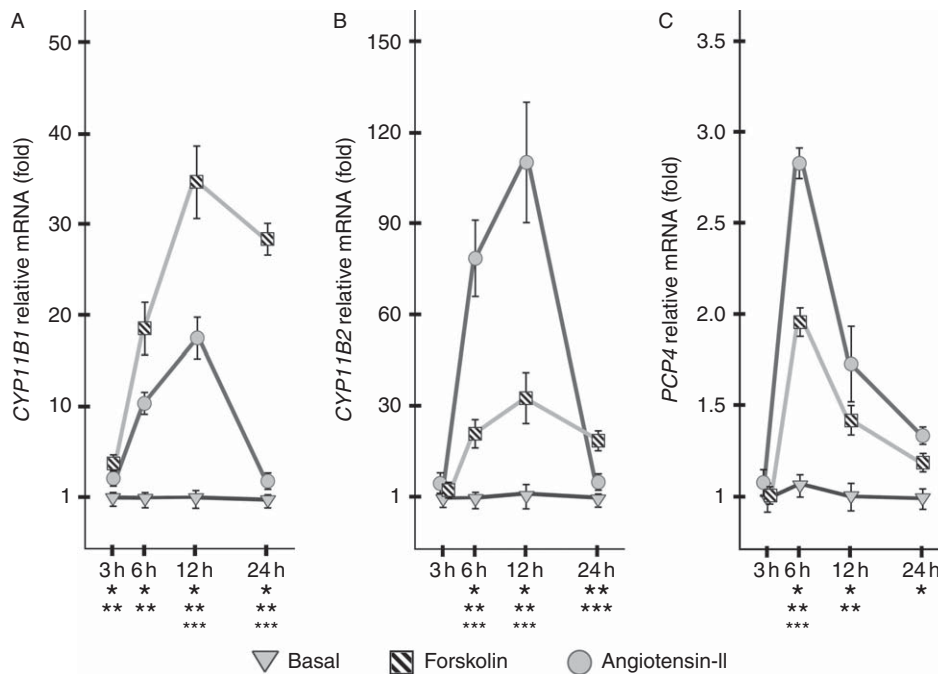 A
CYP11B1 relative mRNA (fold)
50
40
30
20
10
1
3 h 6 h 12 h 24 h
* * * *
** ** ** **
*** ***
B
CYP11B2 relative mRNA (fold)
150
120
90
60
30
1
3 h 6 h 12 h 24 h
* * **
** ** ***
*** ***
C
PCP4 relative mRNA (fold)
3.5
3.0
2.5
2.0
1.5
1
3 h 6 h 12 h 24 h
* * *
** **
***
Basal Forskolin Angiotensin-II